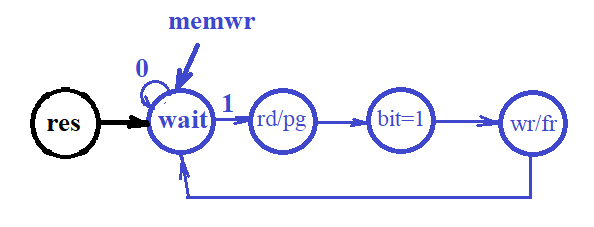 memwr
0
1
res
wait
rd/pg
bit=1
wr/fr